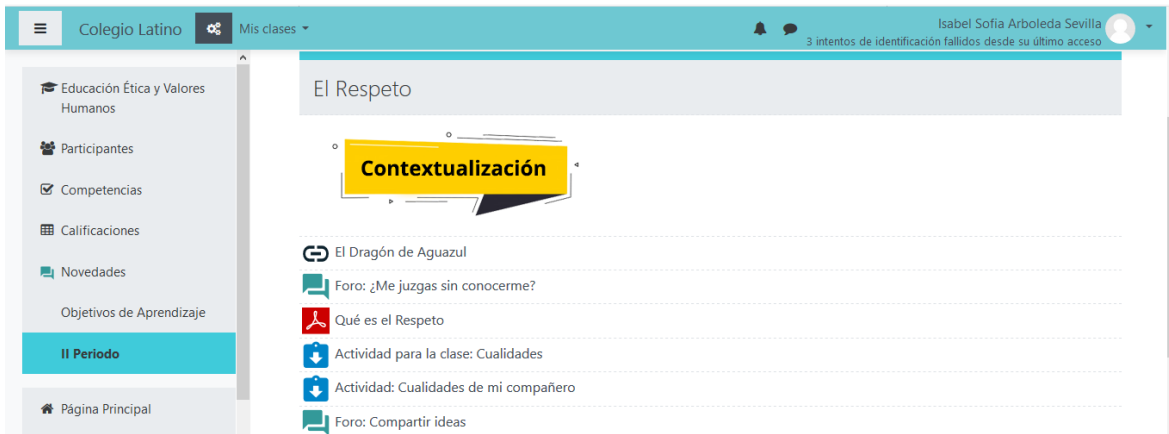 Colegio Latino
Mis clases
Isabel Sofia Arboleda Sevilla
3 intentos de identificación fallidos desde su último acceso
Educación Ética y Valores
Humanos
Participantes
Competencias
Calificaciones
Novedades
Objetivos de Aprendizaje
II Periodo
Página Principal
El Respeto
Contextualización
El Dragón de Aguazul
Foro: ¿Me juzgas sin conocerme?
Qué es el Respeto
Actividad para la clase: Cualidades
Actividad: Cualidades de mi compañero
Foro: Compartir ideas